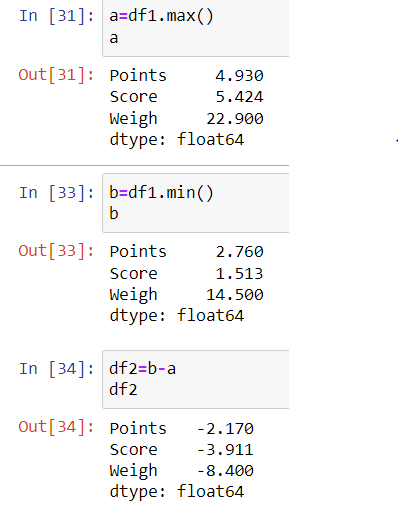 In [31]: a=df1.max()
a
Out[31]: Points 4.930
Score 5.424
Weigh 22.900
dtype: float64
In [33]: b=df1.min()
b
Out[33]: Points 2.760
Score 1.513
Weigh 14.500
dtype: float64
In [34]: df2=b-a
df2
Out[34]: Points -2.170
Score -3.911
Weigh -8.400
dtype: float64